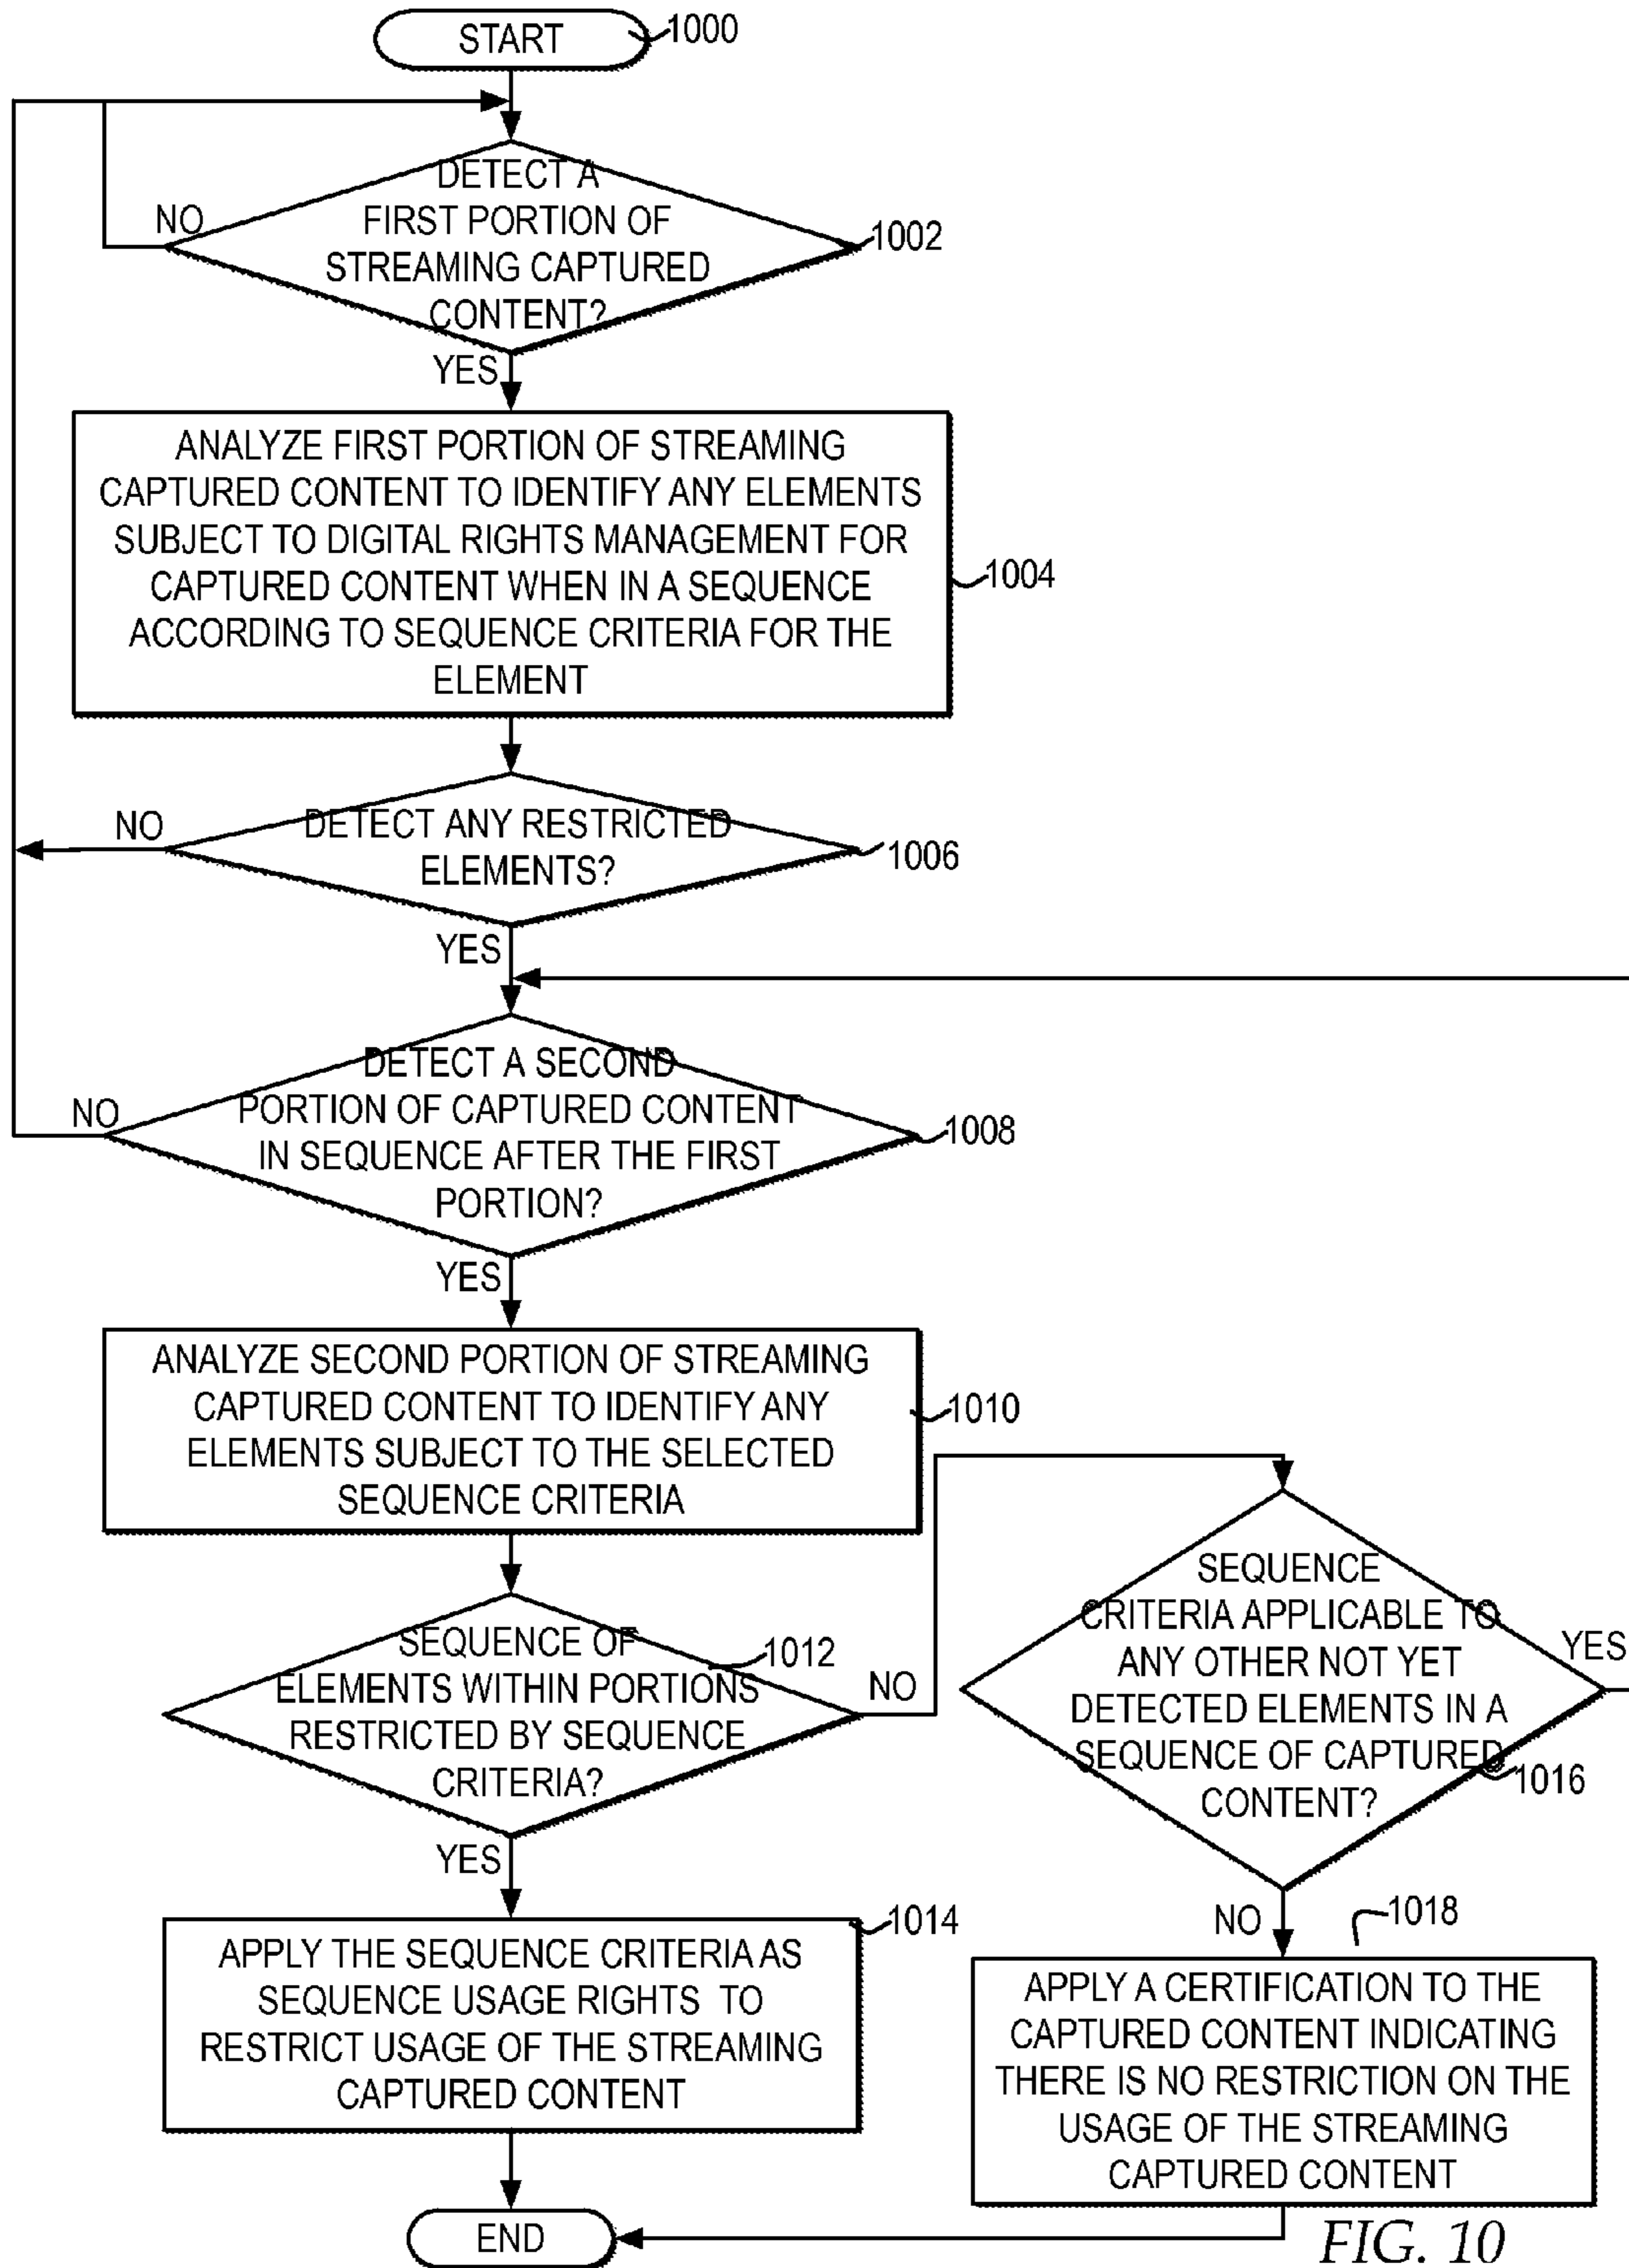 START
1000
DETECT A
FIRST PORTION OF
STREAMING CAPTURED
CONTENT?
NO
1002
YES
ANALYZE FIRST PORTION OF STREAMING
CAPTURED CONTENT TO IDENTIFY ANY ELEMENTS
SUBJECT TO DIGITAL RIGHTS MANAGEMENT FOR
CAPTURED CONTENT WHEN IN A SEQUENCE
ACCORDING TO SEQUENCE CRITERIA FOR THE
ELEMENT
1004
NO
DETECT ANY RESTRICTED
ELEMENTS?
1006
YES
DETECT A SECOND
PORTION OF CAPTURED CONTENT
IN SEQUENCE AFTER THE FIRST
PORTION?
NO
1008
YES
ANALYZE SECOND PORTION OF STREAMING
CAPTURED CONTENT TO IDENTIFY ANY
ELEMENTS SUBJECT TO THE SELECTED
SEQUENCE CRITERIA
1010
SEQUENCE OF
ELEMENTS WITHIN PORTIONS
RESTRICTED BY SEQUENCE
CRITERIA?
1012
NO
YES
SEQUENCE
CRITERIA APPLICABLE TO
ANY OTHER NOT YET
DETECTED ELEMENTS IN A
SEQUENCE OF CAPTURED
CONTENT?
YES
1016
NO
APPLY THE SEQUENCE CRITERIA AS
SEQUENCE USAGE RIGHTS TO
RESTRICT USAGE OF THE STREAMING
CAPTURED CONTENT
1014
1018
APPLY A CERTIFICATION TO THE
CAPTURED CONTENT INDICATING
THERE IS NO RESTRICTION ON THE
USAGE OF THE STREAMING
CAPTURED CONTENT
END
FIG. 10